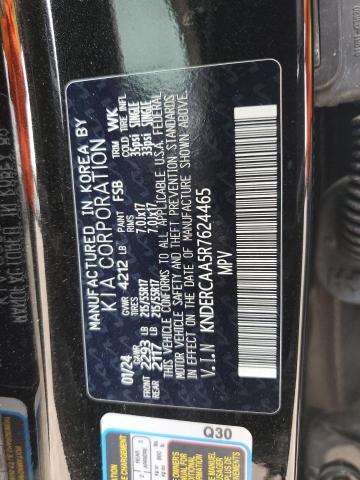 MANUFACTURED IN KOREA BY
KIA CORPORATION
01/24 GVWR 4212 LB FSB TRIM WK
GAWR TIRES RIMS COLD TIRE INFL
FRONT 2293 LB 215/55R17 7.0Jx17 35psi SINGLE
REAR 2117 LB 215/55R17 7.0Jx17 33psi SINGLE
THIS VEHICLE CONFORMS TO ALL APPLICABLE U.S.A. FEDERAL
MOTOR VEHICLE SAFETY AND THEFT PREVENTION STANDARDS
IN EFFECT ON THE DATE OF MANUFACTURE SHOWN ABOVE.
V.I.N KNDERCAA5R7624465
MPV
Q30